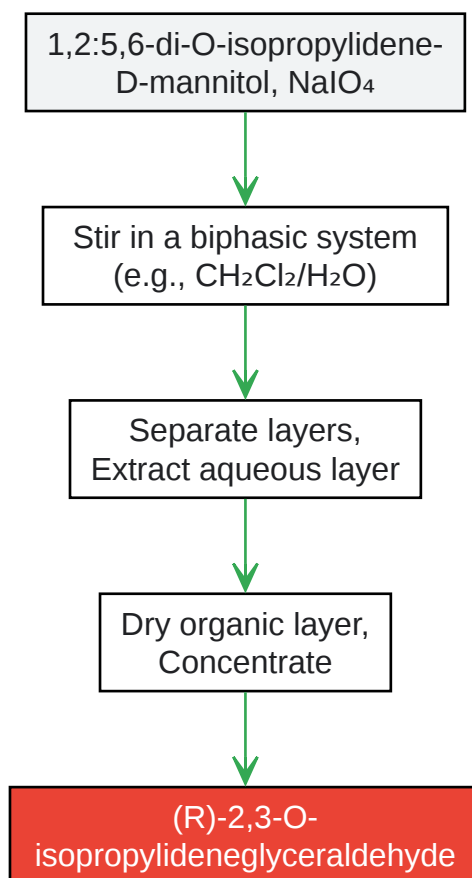 1,2:5,6-di-O-isopropylidene-
D-mannitol, NaIO₄
Stir in a biphasic system
(e.g., CH₂Cl₂/H₂O)
Separate layers,
Extract aqueous layer
Dry organic layer,
Concentrate
(R)-2,3-O-
isopropylideneglyceraldehyde